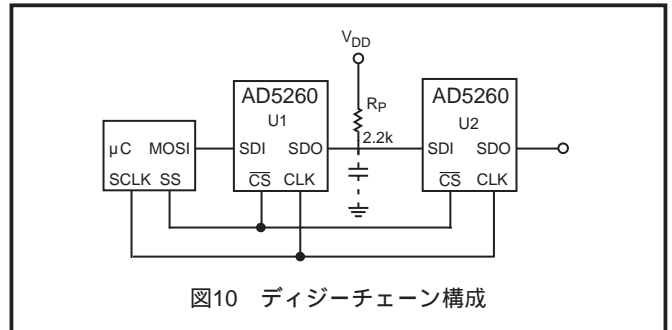 VDD
AD5260
U1
RP
2.2k
AD5260
U2
µC MOSI
SCLK SS
SDI SDO
CS CLK
SDI SDO
CS CLK
図10 ディジーチェーン構成